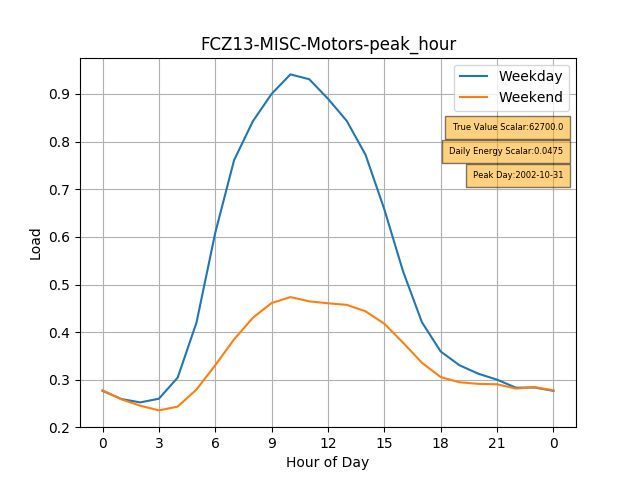 FCZ13-MISC-Motors-peak_hour
Weekday
Weekend
True Value Scalar:62700.0
Daily Energy Scalar:0.0475
Peak Day:2002-10-31
Load
0.9
0.8
0.7
0.6
0.5
0.4
0.3
0.2
0 3 6 9 12 15 18 21 0
Hour of Day